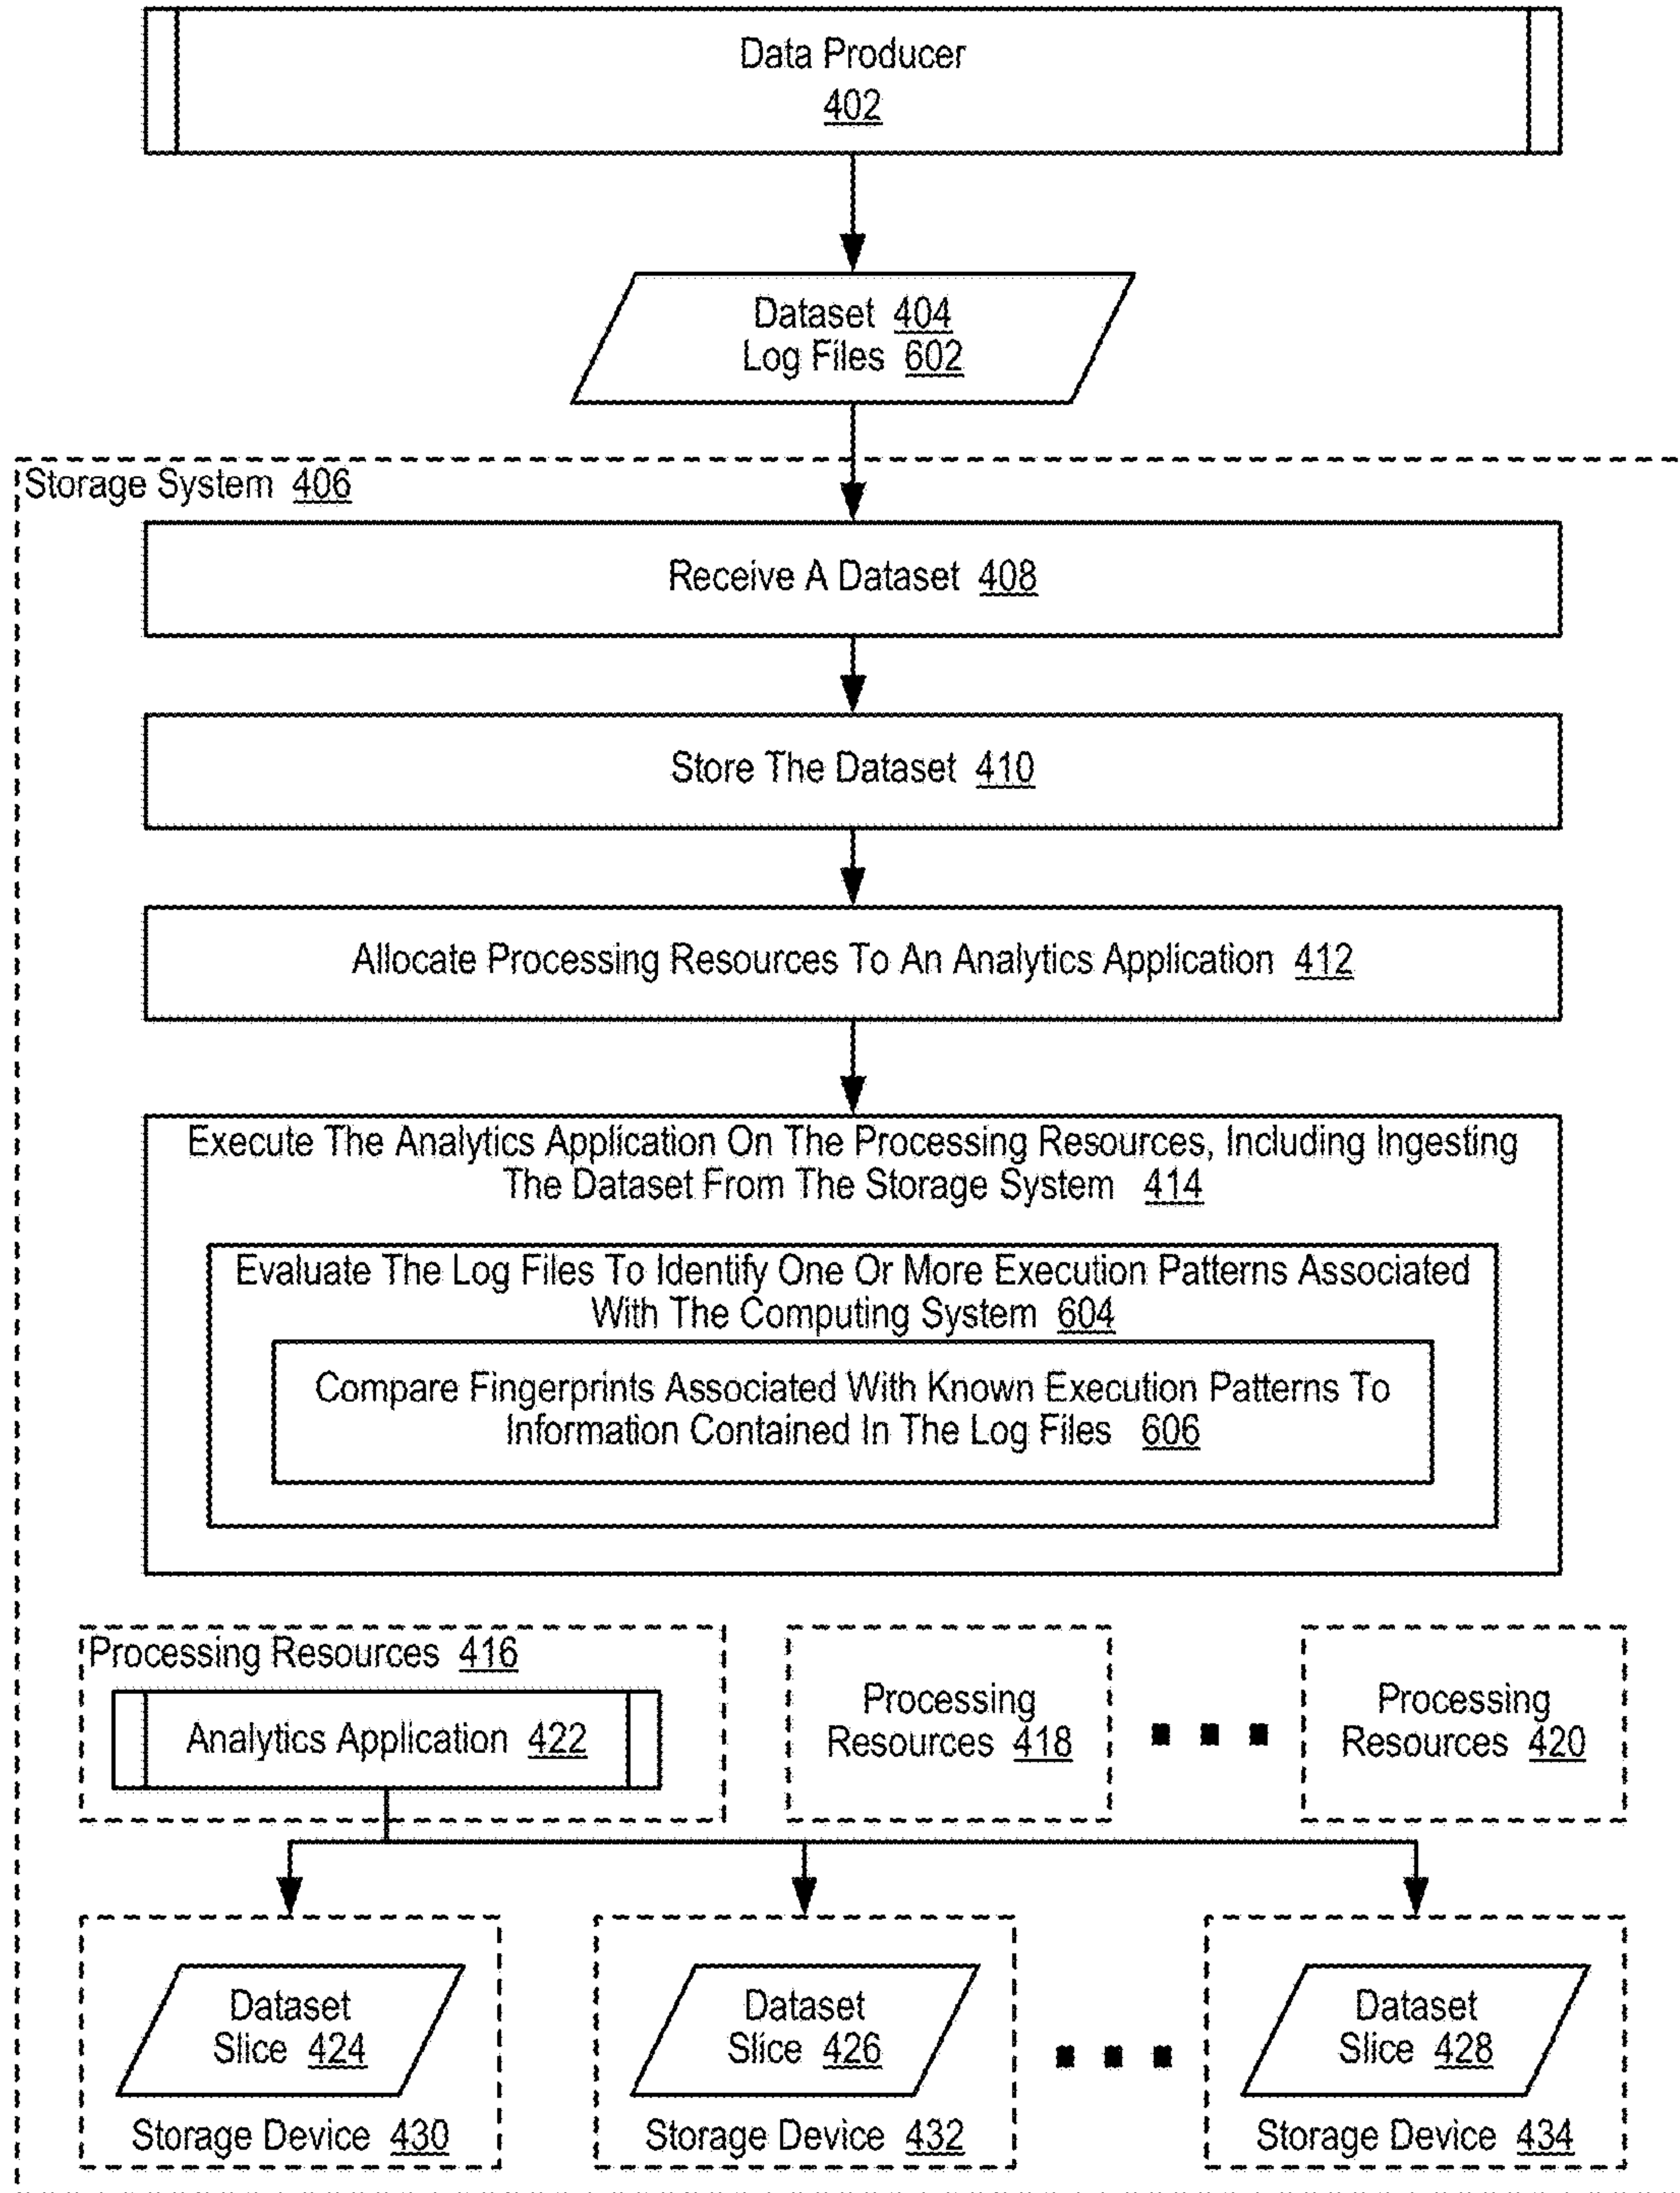 Data Producer
402
Dataset 404
Log Files 602
Storage System 406
Receive A Dataset 408
Store The Dataset 410
Allocate Processing Resources To An Analytics Application 412
Execute The Analytics Application On The Processing Resources, Including Ingesting
The Dataset From The Storage System 414
Evaluate The Log Files To Identify One Or More Execution Patterns Associated
With The Computing System 604
Compare Fingerprints Associated With Known Execution Patterns To
Information Contained In The Log Files 606
Processing Resources 416
Analytics Application 422
Processing
Resources 418
Processing
Resources 420
Dataset
Slice 424
Storage Device 430
Dataset
Slice 426
Storage Device 432
Dataset
Slice 428
Storage Device 434